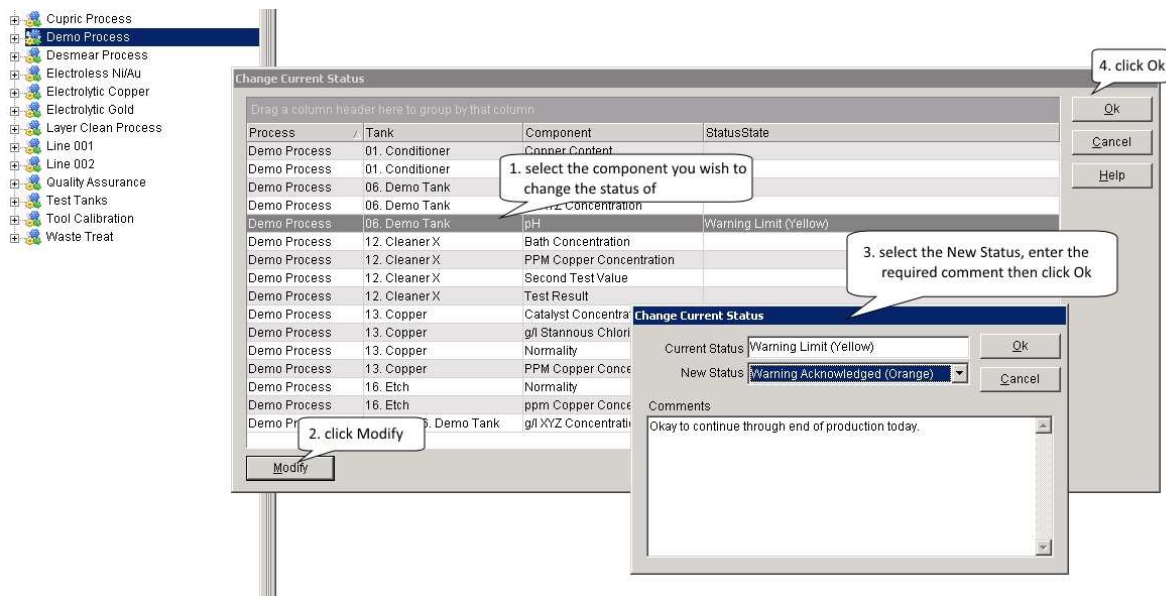 Cupric Process
Demo Process
Desmear Process
Electroless Ni/Au
Electrolytic Copper
Electrolytic Gold
Layer Clean Process
Line 001
Line 002
Quality Assurance
Test Tanks
Tool Calibration
Waste Treat
4. click Ok
Change Current Status
Drag a column header here to group by that column
Ok
Cancel
Help
Process Tank Component StatusState
Demo Process 01. Conditioner Copper Content
Demo Process 01. Conditioner
Demo Process 06. Demo Tank
Demo Process 06. Demo Tank Concentration
Demo Process 06. Demo Tank pH Warning Limit (Yellow)
Demo Process 12. Cleaner X Bath Concentration
Demo Process 12. Cleaner X PPM Copper Concentration
Demo Process 12. Cleaner X Second Test Value
Demo Process 12. Cleaner X Test Result
Demo Process 13. Copper Catalyst Concentra
Demo Process 13. Copper g/l Stannous Chlori
Demo Process 13. Copper Normality
Demo Process 13. Copper PPM Copper Conce
Demo Process 16. Etch Normality
Demo Process 16. Etch ppm Copper Conce
Demo Pr 6. Demo Tank g/l XYZ Concentrati
Modify
1. select the component you wish to
change the status of
2. click Modify
3. select the New Status, enter the
required comment then click Ok
Change Current Status
Current Status Warning Limit (Yellow)
New Status Warning Acknowledged (Orange)
Ok
Cancel
Comments
Okay to continue through end of production today.